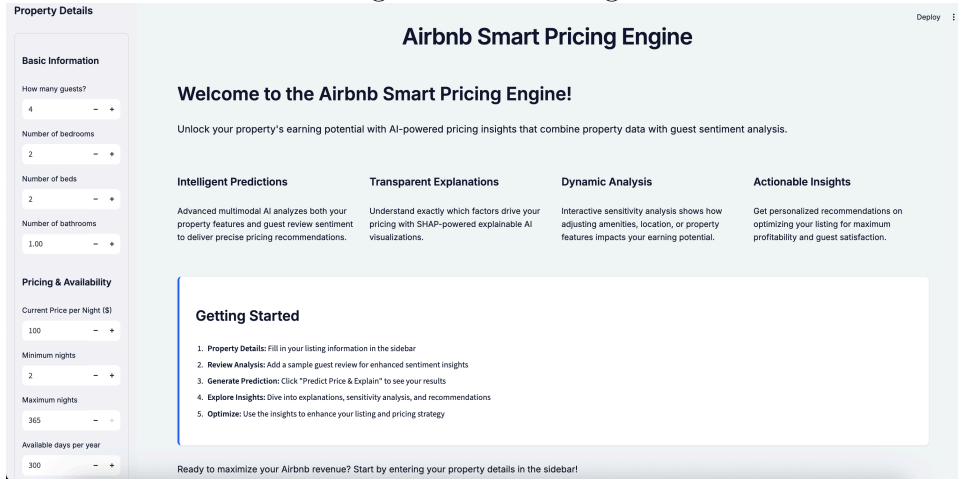 Property Details
Basic Information
How many guests?
4 - +
Number of bedrooms
2 - +
Number of beds
2 - +
Number of bathrooms
1.00 - +
Pricing & Availability
Current Price per Night ($)
100 - +
Minimum nights
2 - +
Maximum nights
365 - +
Available days per year
300 - +
Deploy
Airbnb Smart Pricing Engine
Welcome to the Airbnb Smart Pricing Engine!
Unlock your property's earning potential with AI-powered pricing insights that combine property data with guest sentiment analysis.
Intelligent Predictions
Advanced multimodal AI analyzes both your
property features and guest review sentiment
to deliver precise pricing recommendations.
Transparent Explanations
Understand exactly which factors drive your
pricing with SHAP-powered explainable AI
visualizations.
Dynamic Analysis
Interactive sensitivity analysis shows how
adjusting amenities, location, or property
features impacts your earning potential.
Actionable Insights
Get personalized recommendations on
optimizing your listing for maximum
profitability and guest satisfaction.
Getting Started
1. Property Details: Fill in your listing information in the sidebar
2. Review Analysis: Add a sample guest review for enhanced sentiment insights
3. Generate Prediction: Click "Predict Price & Explain" to see your results
4. Explore Insights: Dive into explanations, sensitivity analysis, and recommendations
5. Optimize: Use the insights to enhance your listing and pricing strategy
Ready to maximize your Airbnb revenue? Start by entering your property details in the sidebar!